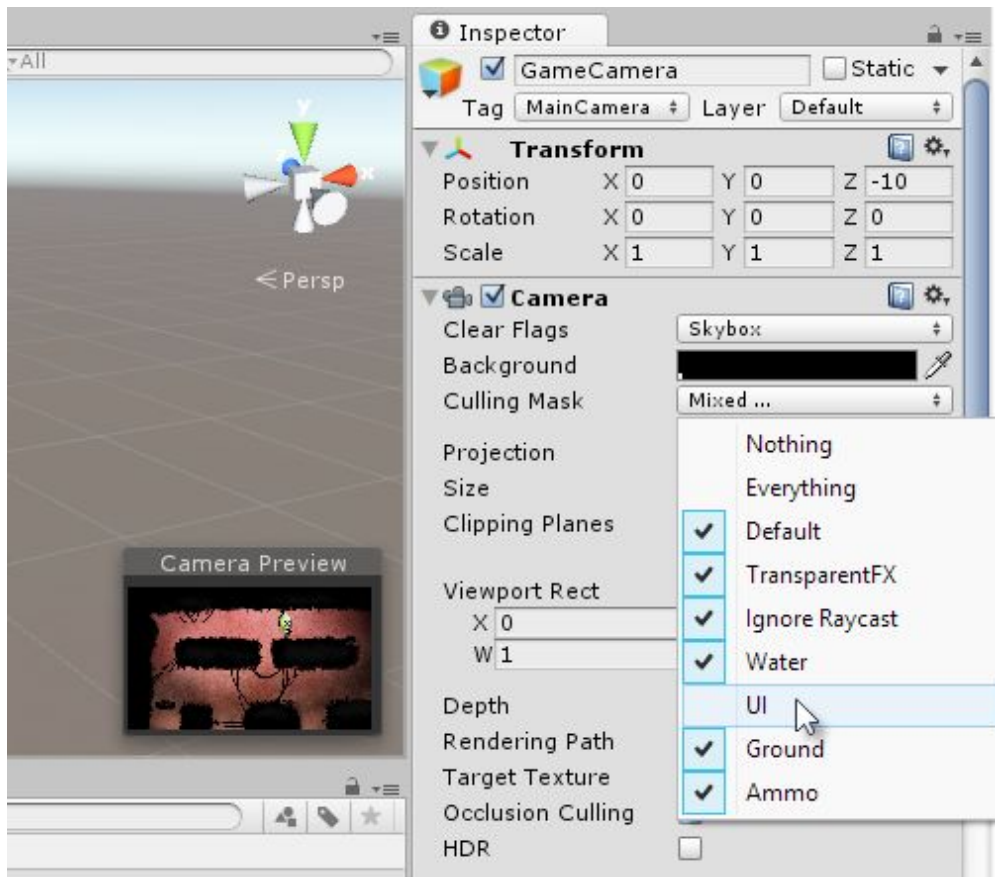 Inspector
All
GameCamera Static
Tag MainCamera Layer Default
y
x
Persp
Transform
Position X 0 Y 0 Z -10
Rotation X 0 Y 0 Z 0
Scale X 1 Y 1 Z 1
Camera
Clear Flags Skybox
Background
Culling Mask Mixed ...
Nothing
Projection
Everything
Size
Clipping Planes
Default
TransparentFX
Camera Preview
Viewport Rect
Ignore Raycast
X 0
W 1
Water
Depth
UI
Rendering Path
Ground
Target Texture
Ammo
Occlusion Culling
HDR